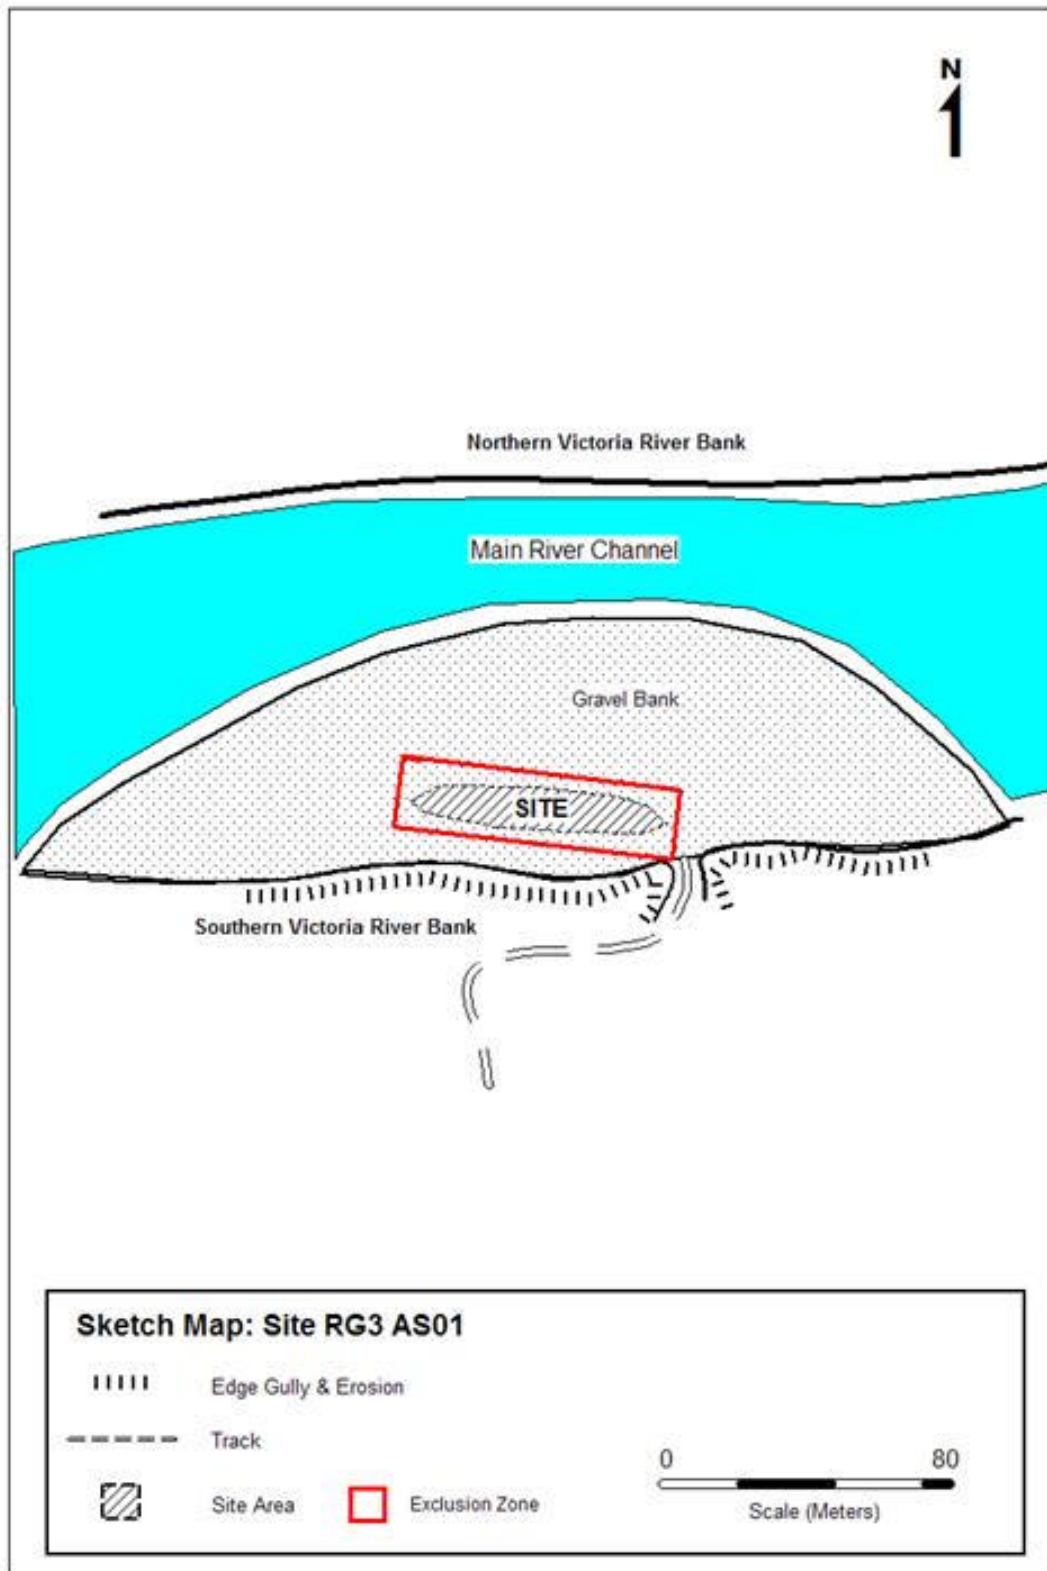 N
Northern Victoria River Bank
Main River Channel
Gravel Bank
SITE
Southern Victoria River Bank
Sketch Map: Site RG3 AS01
Edge Gully & Erosion
Track
Site Area
Exclusion Zone
0 80
Scale (Meters)